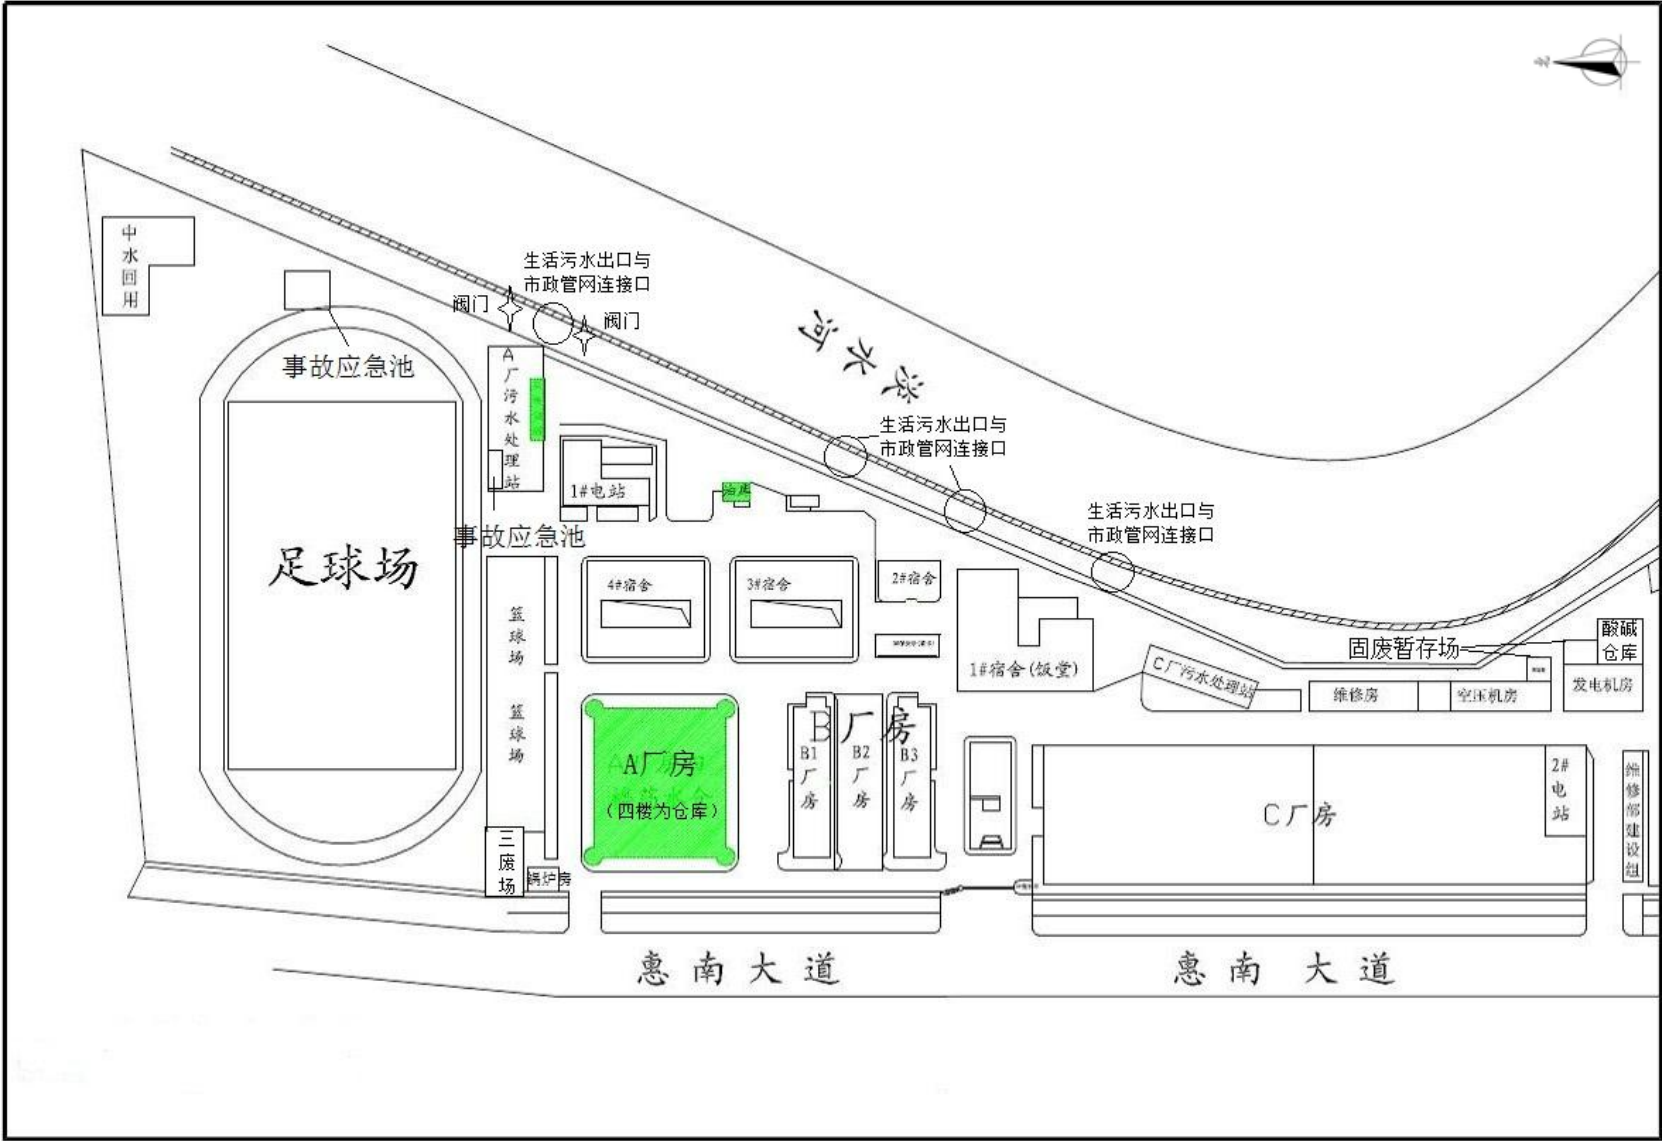 北
中水回用
生活污水出口与
市政管网连接口
阀门
阀门
事故应急池
A厂污水处理站
淡水河
生活污水出口与
市政管网连接口
1#电站
油库
事故应急池
足球场
生活污水出口与
市政管网连接口
4#宿舍
3#宿舍
2#宿舍
1#宿舍(饭堂)
篮球场
篮球场
C厂污水处理站
固废暂存场
酸碱
仓库
维修房
空压机房
发电机房
A厂房
(四楼为仓库)
B厂房
B1厂房
B2厂房
B3厂房
C厂房
2#电站
维修部建设组
三废场
锅炉房
惠南大道
惠南大道